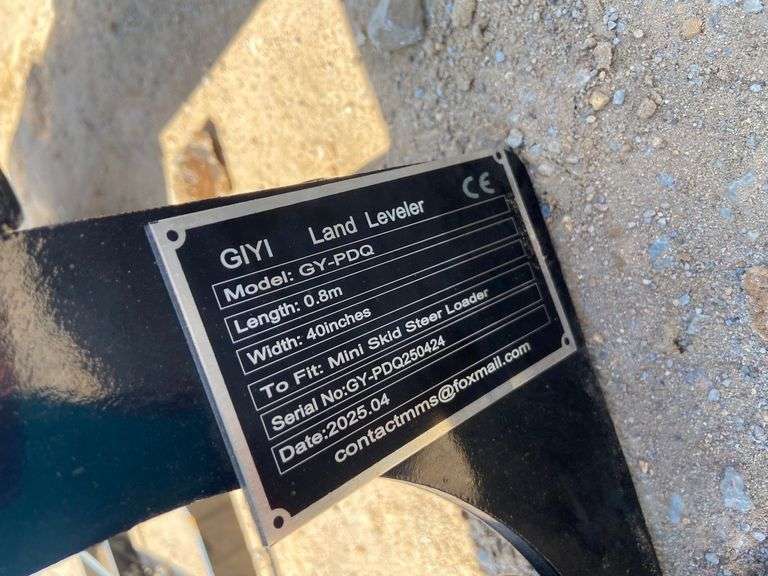 GIYI Land Leveler CE
Model: GY-PDQ
Length: 0.8m
Width: 40inches
To Fit: Mini Skid Steer Loader
Serial No:GY-PDQ250424
Date:2025.04
contactmms@foxmail.com